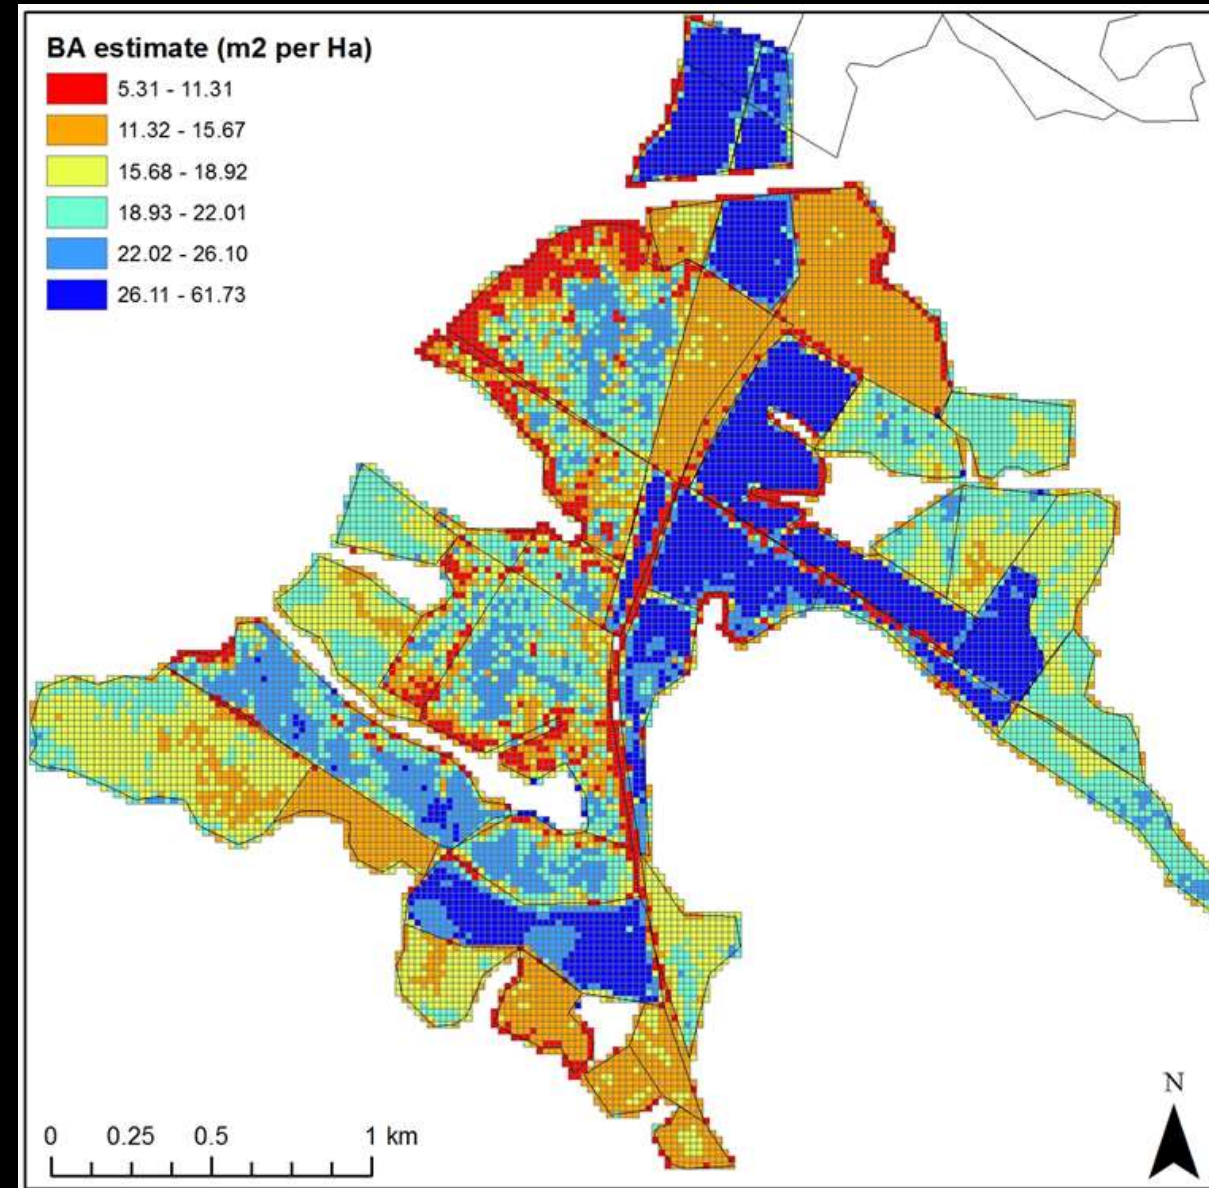 BA estimate (m2 per Ha)
5.31 - 11.31
11.32 - 15.67
15.68 - 18.92
18.93 - 22.01
22.02 - 26.10
26.11 - 61.73
N
0 0.25 0.5 1 km